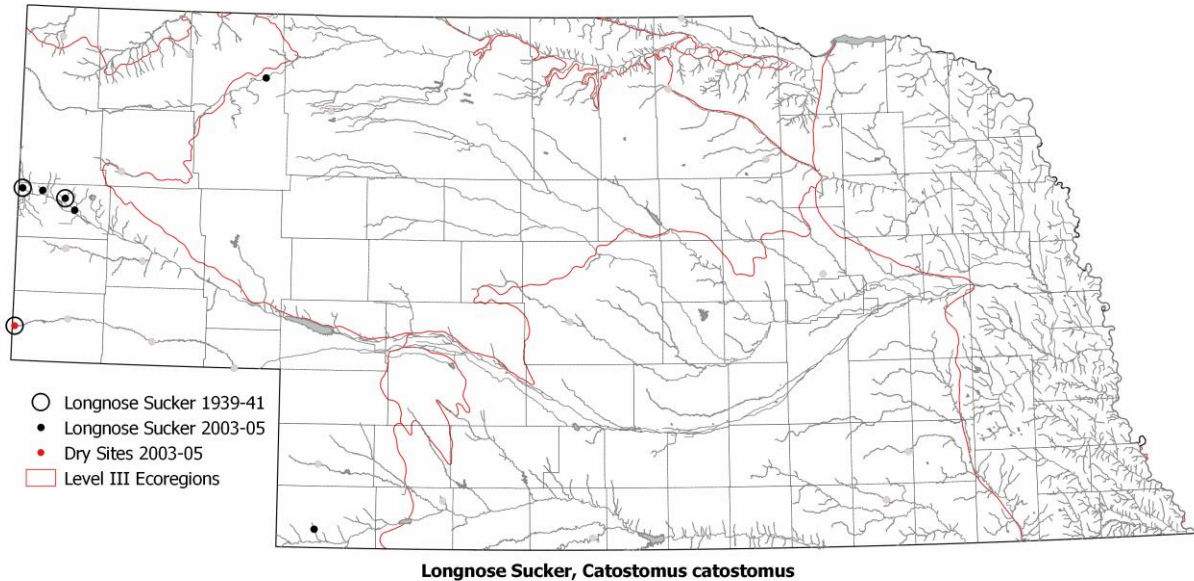 Longnose Sucker 1939-41
Longnose Sucker 2003-05
Dry Sites 2003-05
Level III Ecoregions
Longnose Sucker, Catostomus catostomus